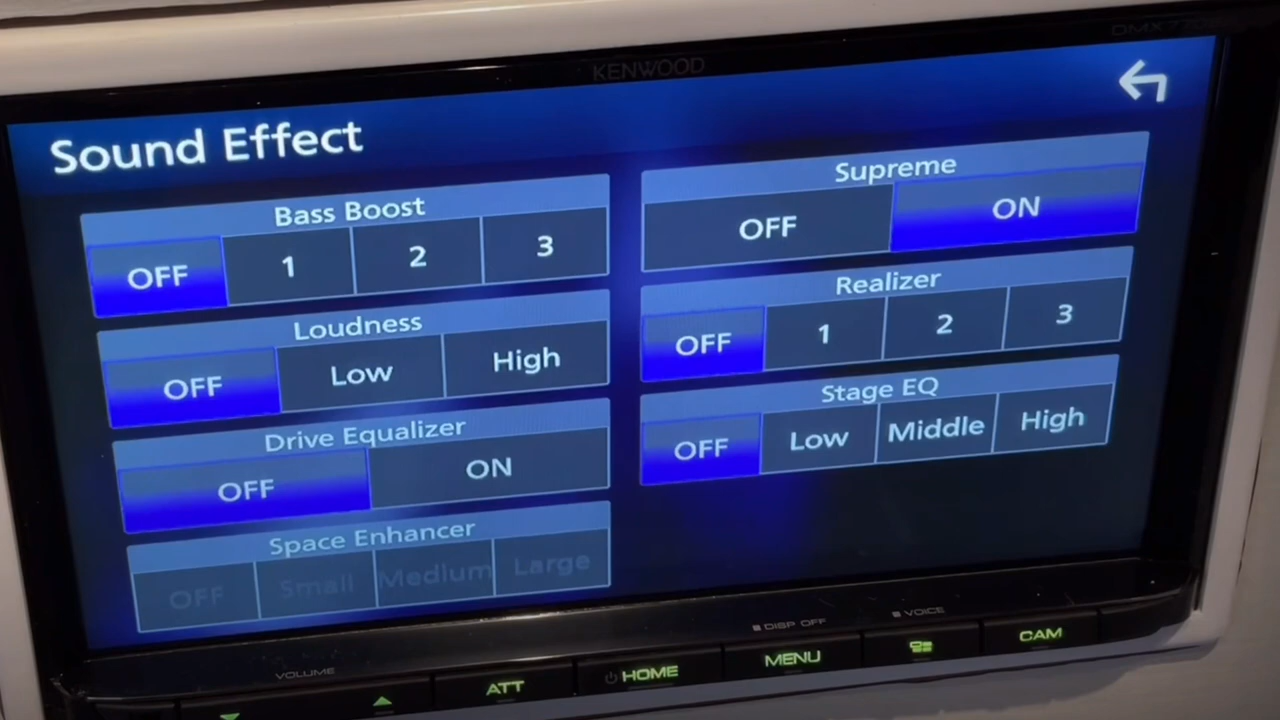 KENWOOD
Sound Effect
Bass Boost
OFF 1 2 3
Loudness
OFF Low High
Drive Equalizer
OFF ON
Space Enhancer
OFF Small Medium Large
Supreme
OFF ON
Realizer
OFF 1 2 3
Stage EQ
OFF Low Middle High
VOLUME
ATT
HOME
DISP OFF
MENU
VOICE
CAM